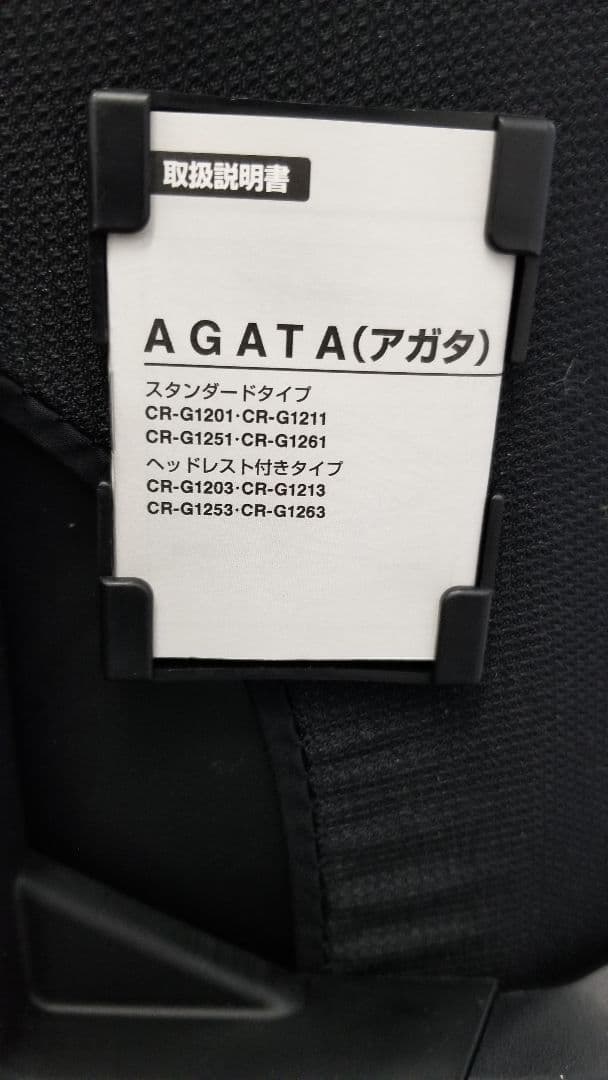 取扱説明書
AGATA(アガタ)
スタンダードタイプ
CR-G1201･CR-G1211
CR-G1251･CR-G1261
ヘッドレスト付きタイプ
CR-G1203･CR-G1213
CR-G1253･CR-G1263